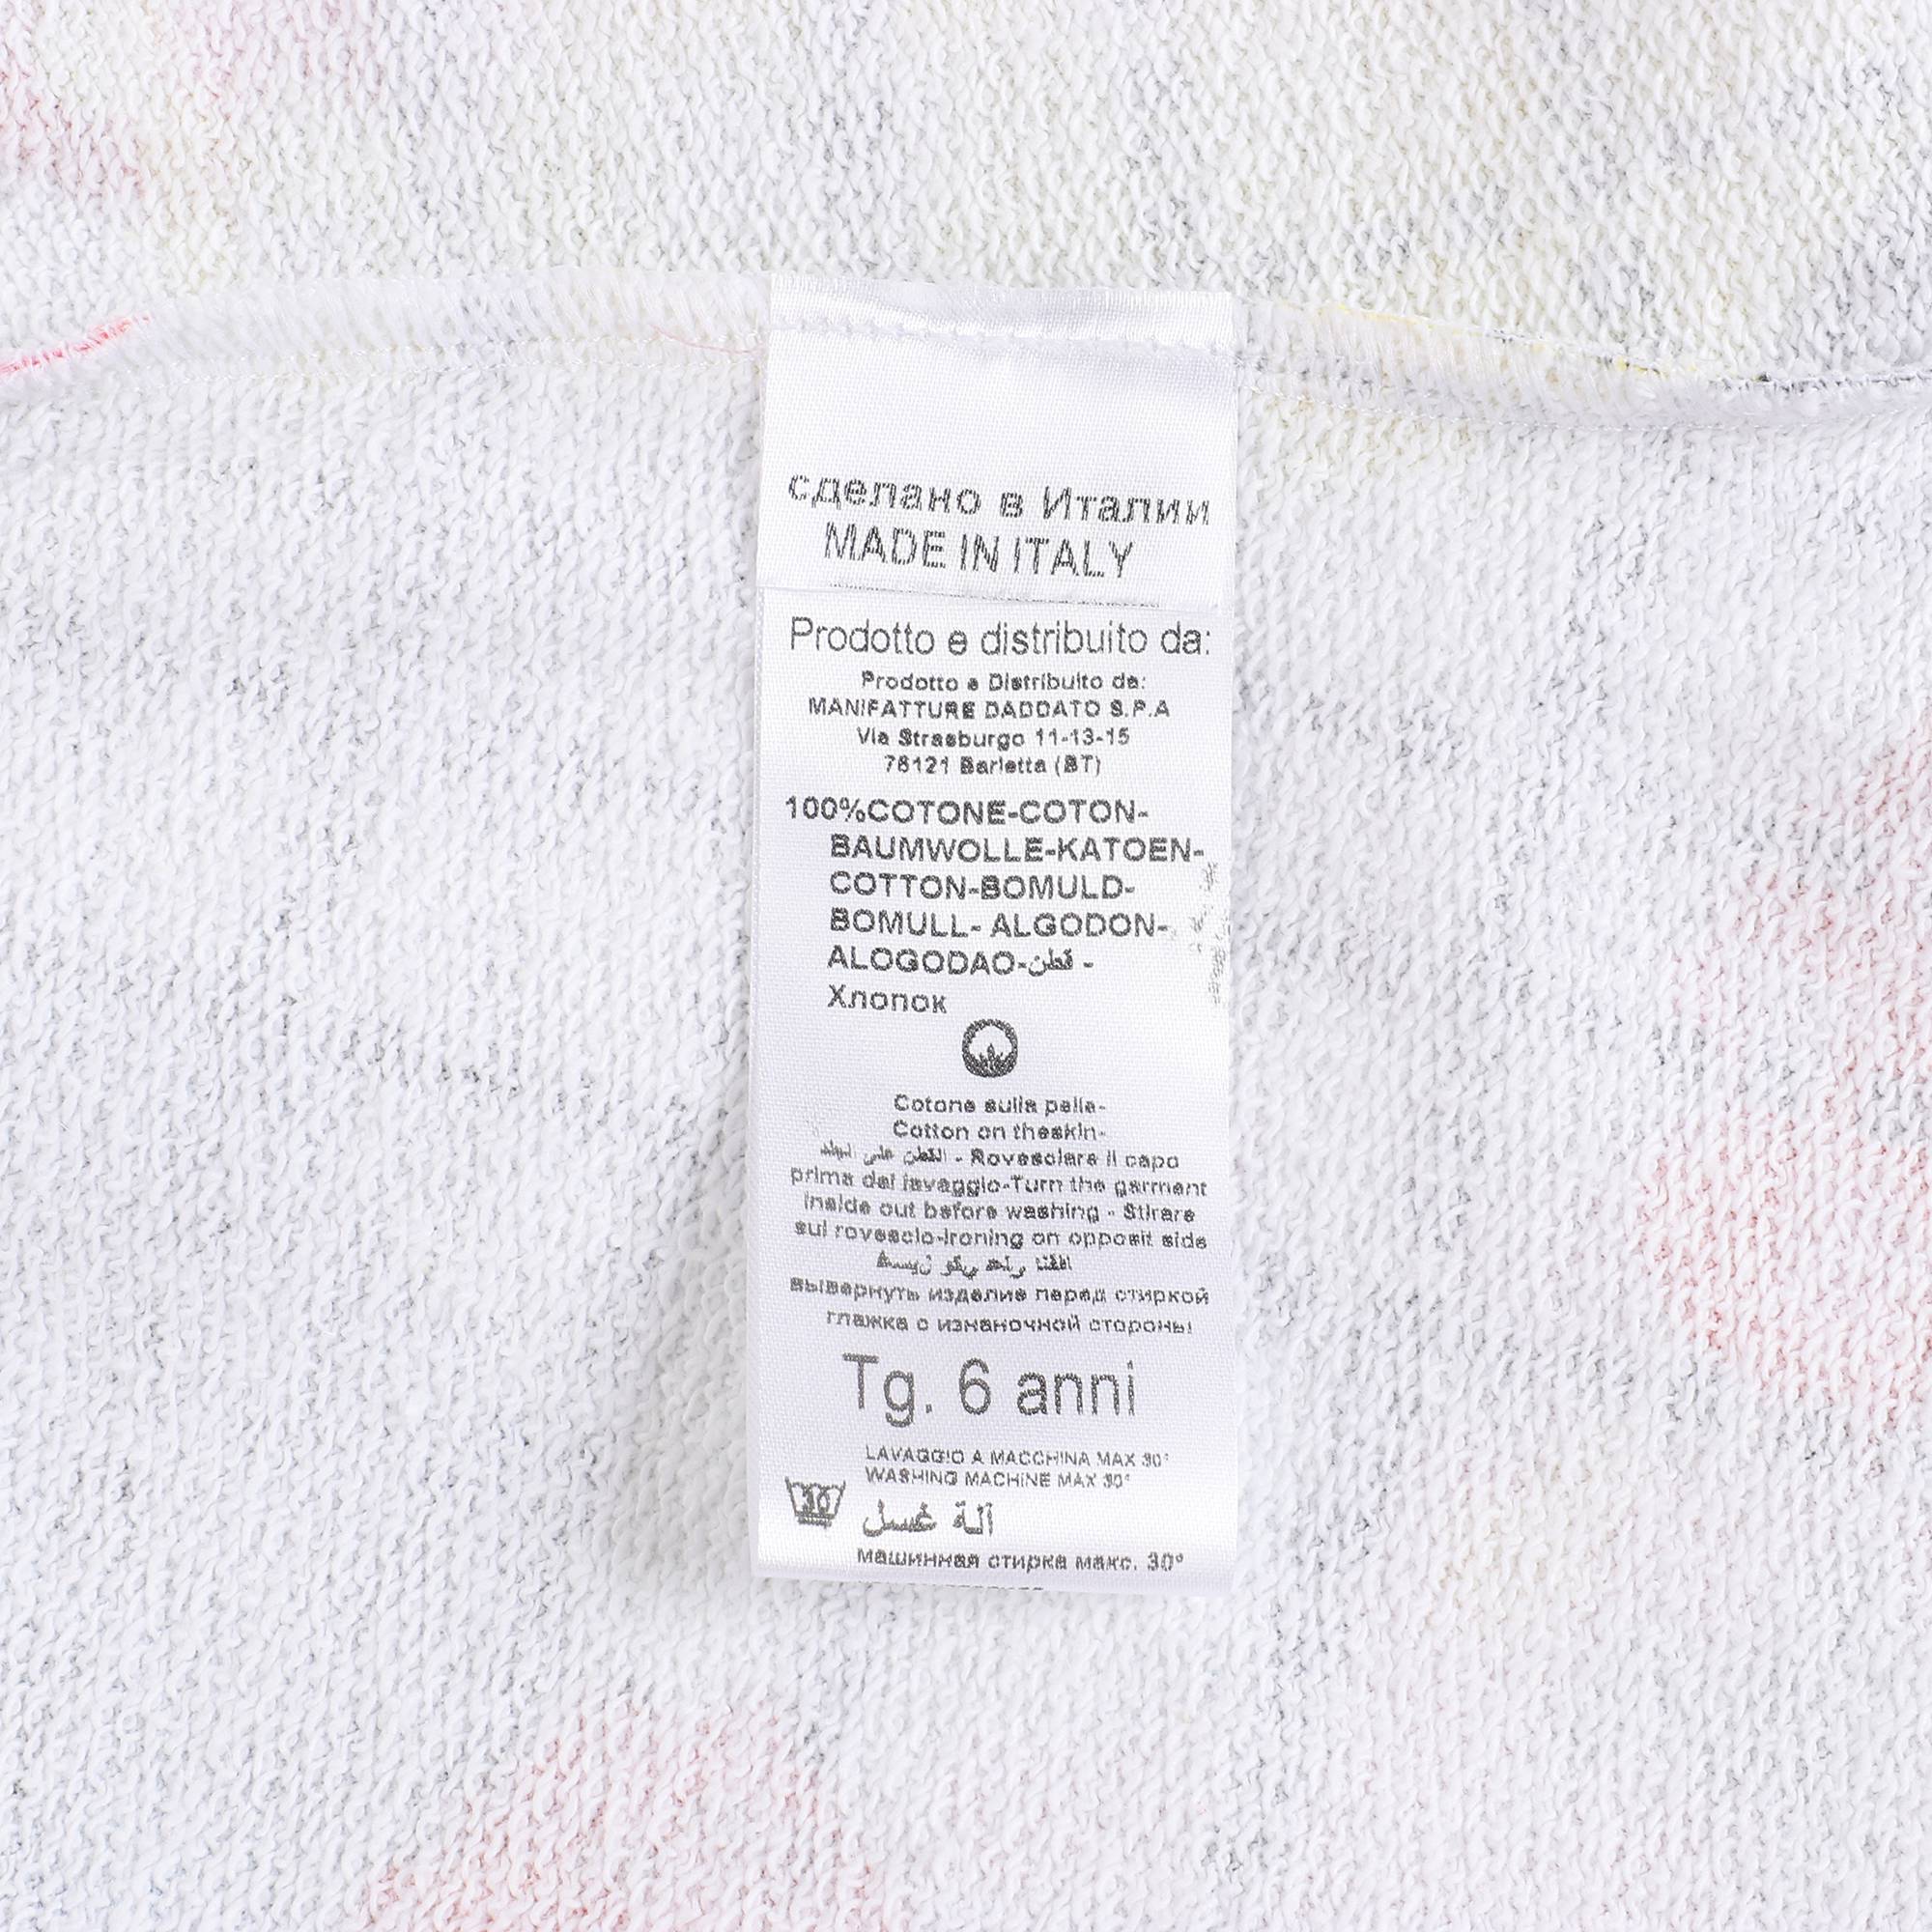 сделано в Италии
MADE IN ITALY
Prodotto e distribuito da:
Prodotto e Distribuito da:
MANIFATTURE DADDATO S.P.A
Via Strasburgo 11-13-15
76121 Barletta (BT)
100%COTONE-COTON-
BAUMWOLLE-KATOEN-
COTTON-BOMULD-
BOMULL- ALGODON-
ALOGODAO-قطن -
Хлопок
Cotone sulla pelle-
Cotton on theskin-
القطن على الجلد - Rovesciare il capo
prima del lavaggio-Turn the garment
inside out before washing - Stirare
sul rovescio-Ironing on opposit side
вывернуть изделие перед стиркой
глажка с изнаночной стороны
Tg. 6 anni
LAVAGGIO A MACCHINA MAX 30°
WASHING MACHINE MAX 30°
30
آلة غسل
машинная стирка макс. 30°